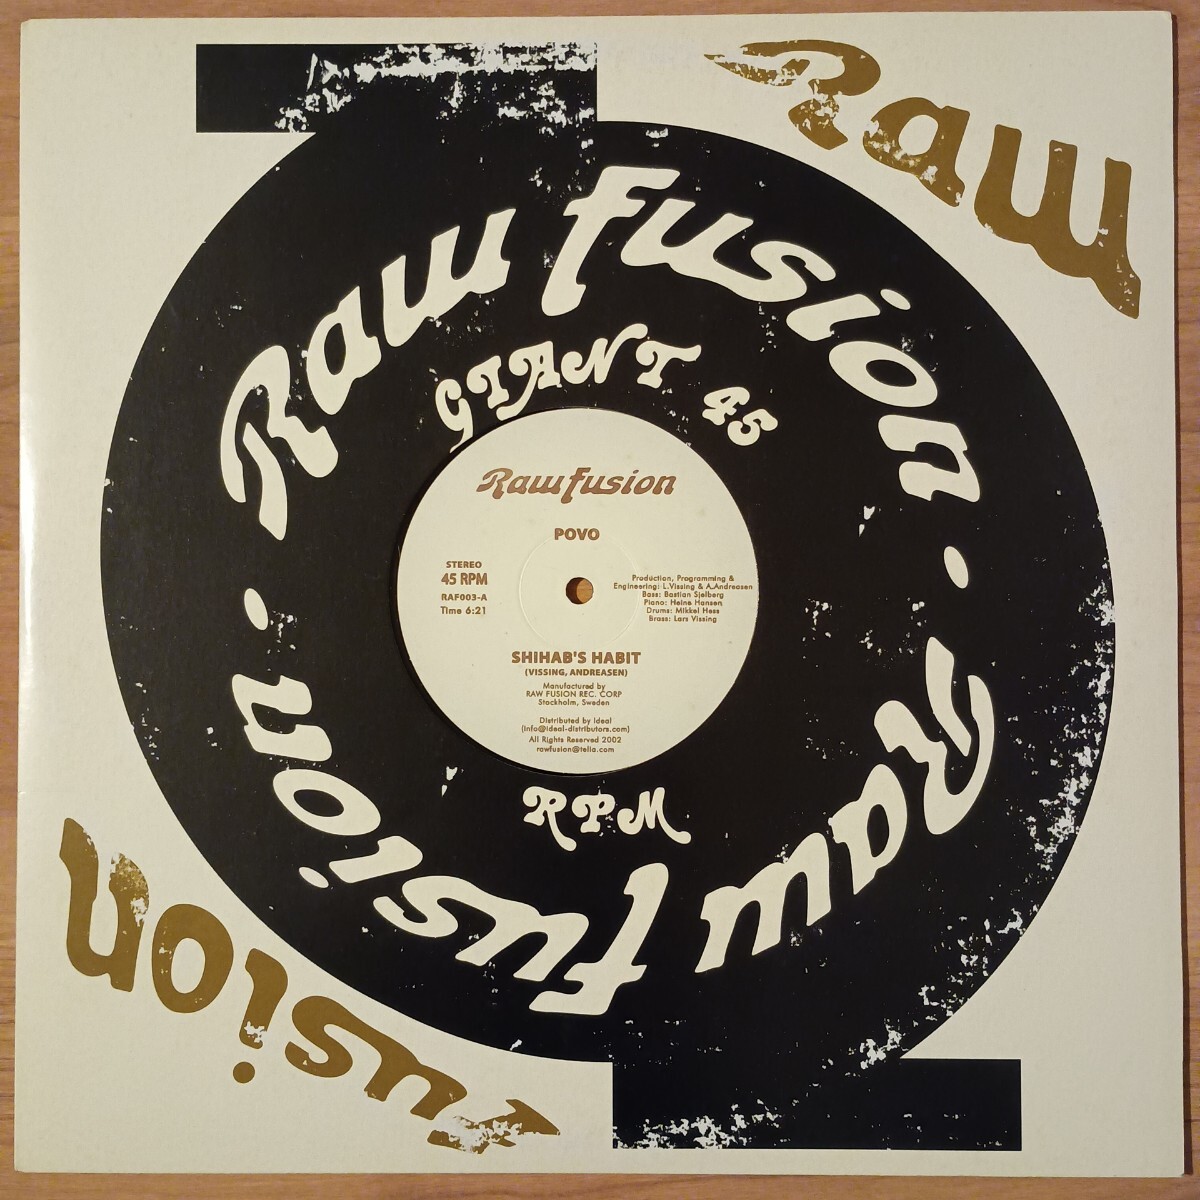 Raw
Raw fusion · Raw fusion ·
GIANT 45
Raw fusion
POVO
STEREO
45 RPM
RAF003-A
Time 6:21
Production, Programming &
Engineering: L.Vissing & A.Andreasen
Bass: Bastian Sjelberg
Piano: Heine Hansen
Drums: Mikkel Hess
Brass: Lars Vissing
SHIHAB'S HABIT
(VISSING, ANDREASEN)
Manufactured by
RAW FUSION REC. CORP
Stockholm, Sweden
Distributed by ideal
(info@ideal-distributors.com)
All Rights Reserved 2002
rawfusion@telia.com
RPM
fusion